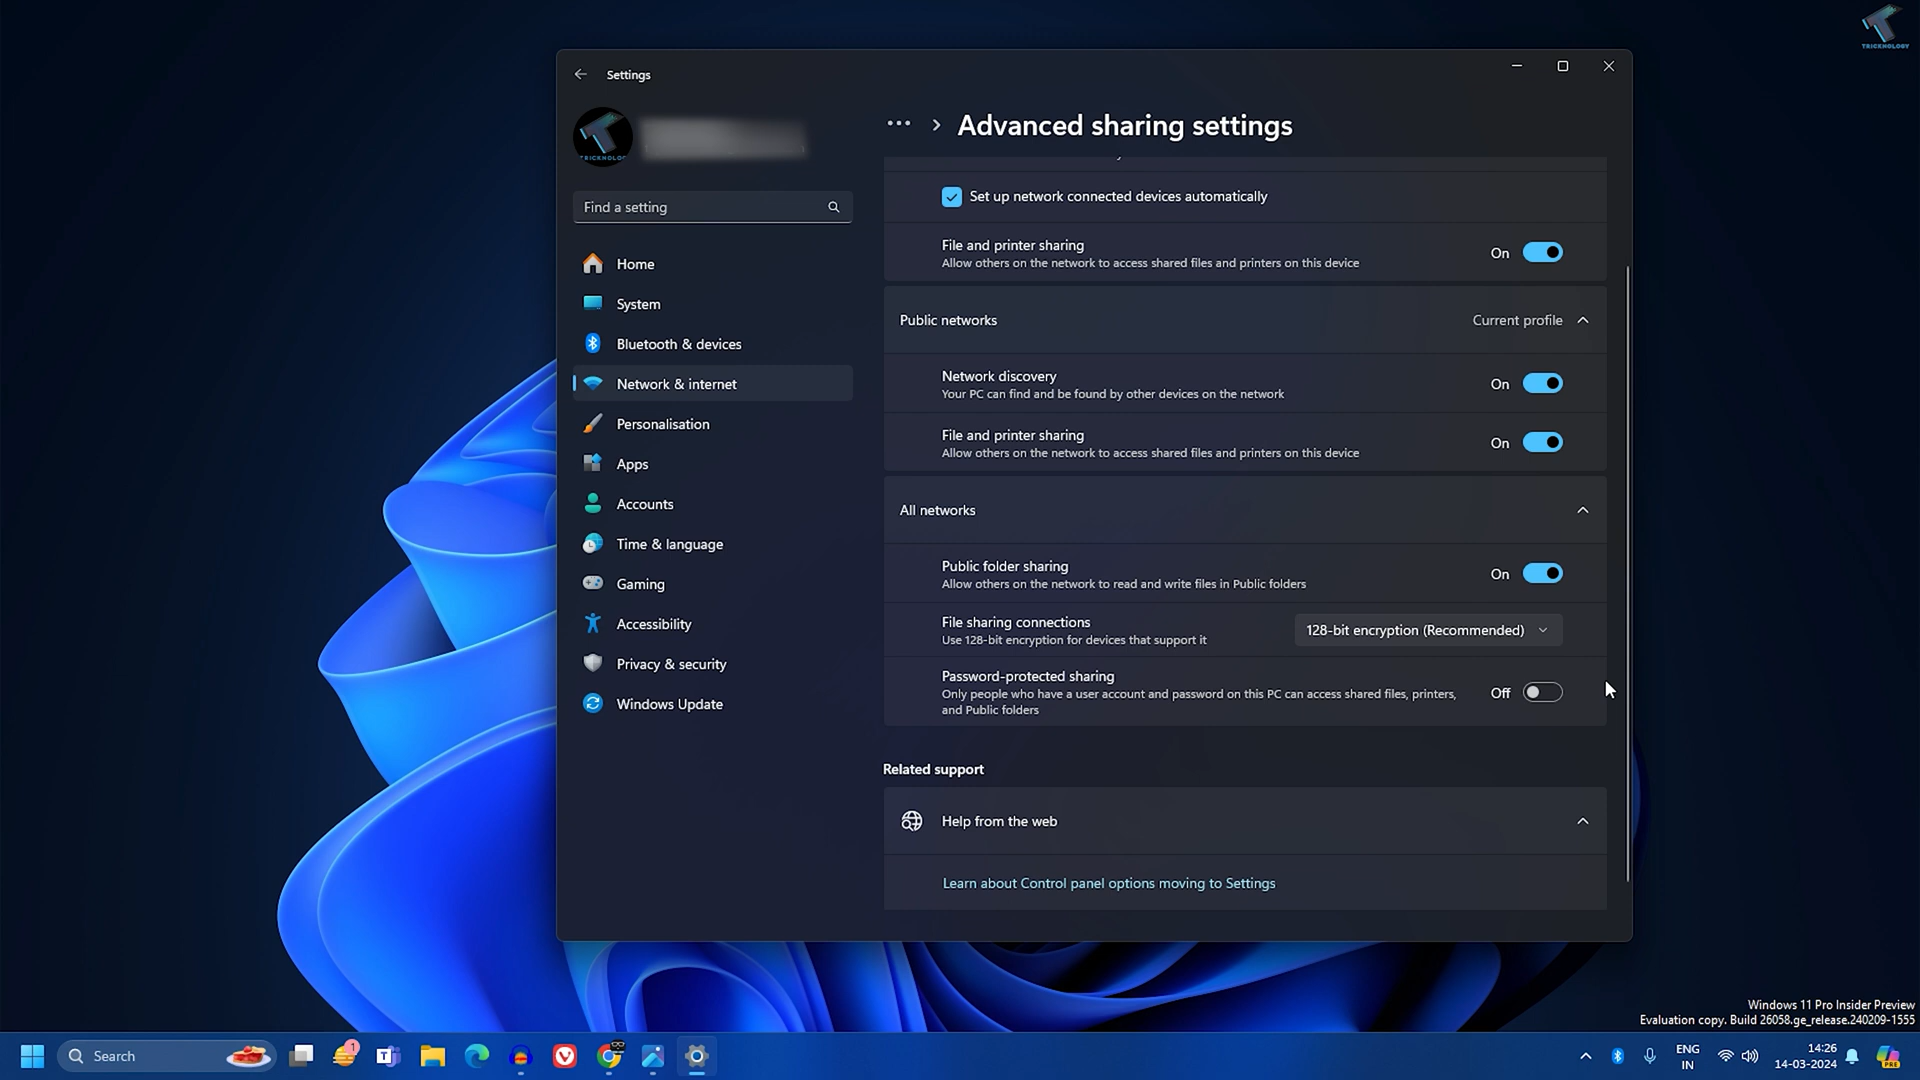 TRICKNOLOGY
Settings
TRICKNOLOGY
Advanced sharing settings
Find a setting
Set up network connected devices automatically
File and printer sharing
Allow others on the network to access shared files and printers on this device
On
Home
System
Bluetooth & devices
Network & internet
Personalisation
Apps
Accounts
Time & language
Gaming
Accessibility
Privacy & security
Windows Update
Public networks
Current profile
Network discovery
Your PC can find and be found by other devices on the network
On
File and printer sharing
Allow others on the network to access shared files and printers on this device
On
All networks
Public folder sharing
Allow others on the network to read and write files in Public folders
On
File sharing connections
Use 128-bit encryption for devices that support it
128-bit encryption (Recommended)
Password-protected sharing
Only people who have a user account and password on this PC can access shared files, printers,
and Public folders
Off
Related support
Help from the web
Learn about Control panel options moving to Settings
Windows 11 Pro Insider Preview
Evaluation copy. Build 26058.ge_release.240209-1555
Search
1
ENG
IN
14:26
14-03-2024
PRE